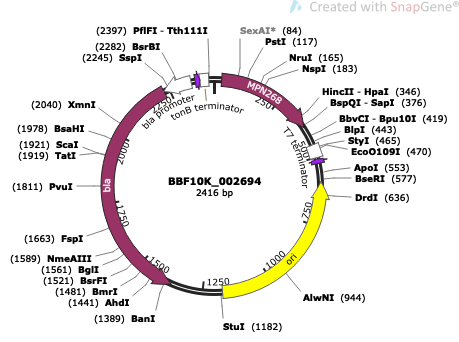 Created with SnapGene®
(2397) PflFI - Tth111I
(2282) BsrBI
(2245) SspI
(2040) XmnI
(1978) BsaHI
(1921) ScaI
(1919) TatI
(1811) PvuI
(1663) FspI
(1589) NmeAIII
(1561) BglI
(1521) BsrFI
(1481) BmrI
(1441) AhdI
(1389) BanI
SexAI* (84)
PstI (117)
NruI (165)
NspI (183)
HincII - HpaI (346)
BspQI - SapI (376)
BbvCI - Bpu10I (419)
BlpI (443)
StyI (465)
EcoO109I (470)
ApoI (553)
BseRI (577)
DrdI (636)
AlwNI (944)
StuI (1182)
MPN268
250
T7 terminator
500
750
ori
1000
1250
1500
1750
bla
2000
bla promoter
2250
tonB terminator
BBF10K_002694
2416 bp